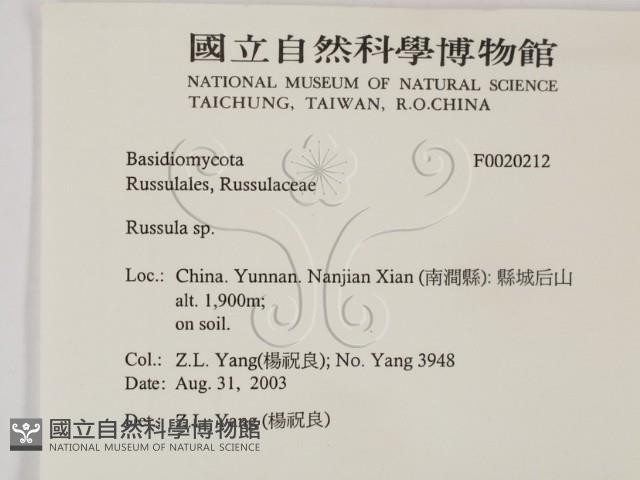 國立自然科學博物館
NATIONAL MUSEUM OF NATURAL SCIENCE
TAICHUNG, TAIWAN, R.O.CHINA
Basidiomycota F0020212
Russulales, Russulaceae
Russula sp.
Loc.: China. Yunnan. Nanjian Xian (南澗縣): 縣城后山
alt. 1,900m;
on soil.
Col.: Z.L. Yang(楊祝良); No. Yang 3948
Date: Aug. 31, 2003
Det.: Z.L. Yang (楊祝良)
國立自然科學博物館
NATIONAL MUSEUM OF NATURAL SCIENCE